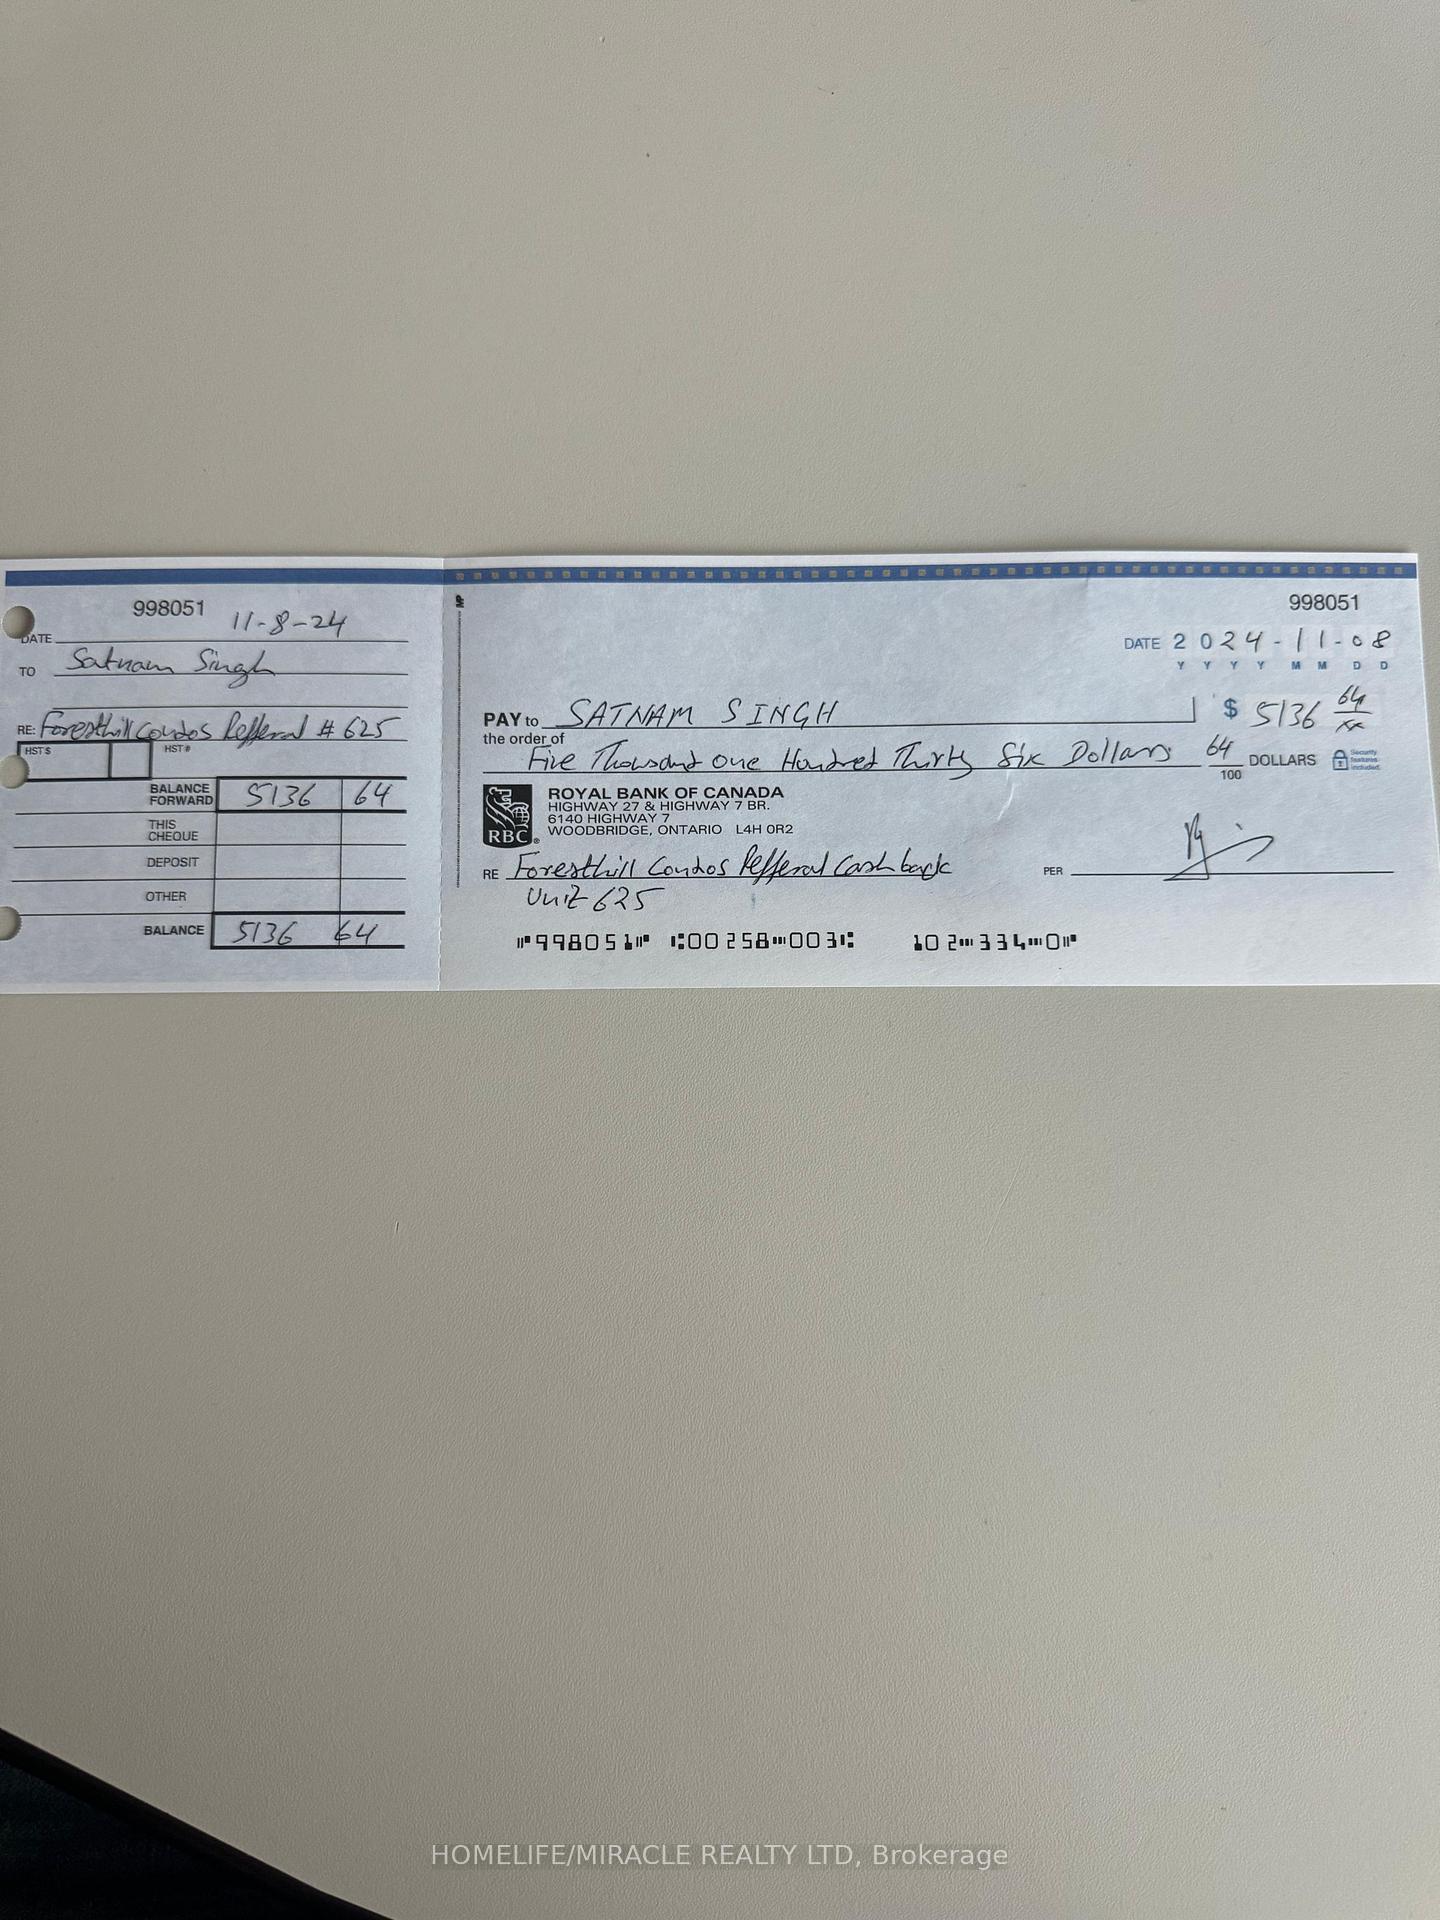 998051
11-8-24
DATE
TO Satnam Singh
RE: Foresthill Condos Refferal # 625
HST $
HST #
BALANCE FORWARD 5136 64
THIS CHEQUE
DEPOSIT
OTHER
BALANCE 5136 64
MP
998051
DATE 2024-11-08
Y Y Y Y M M D D
PAY to SATNAM SINGH $ 5136 64/xx
the order of
Five Thousand one Hundred Thirty Six Dollars 64/100 DOLLARS
Security features included.
RBC
ROYAL BANK OF CANADA
HIGHWAY 27 & HIGHWAY 7 BR.
6140 HIGHWAY 7
WOODBRIDGE, ONTARIO L4H 0R2
RE Foresthill Condos Refferal Cash back
Unit 625
PER
⑈998051⑈ ⑆00258⑉003⑆ 102⑉334⑉0⑈
HOMELIFE/MIRACLE REALTY LTD, Brokerage